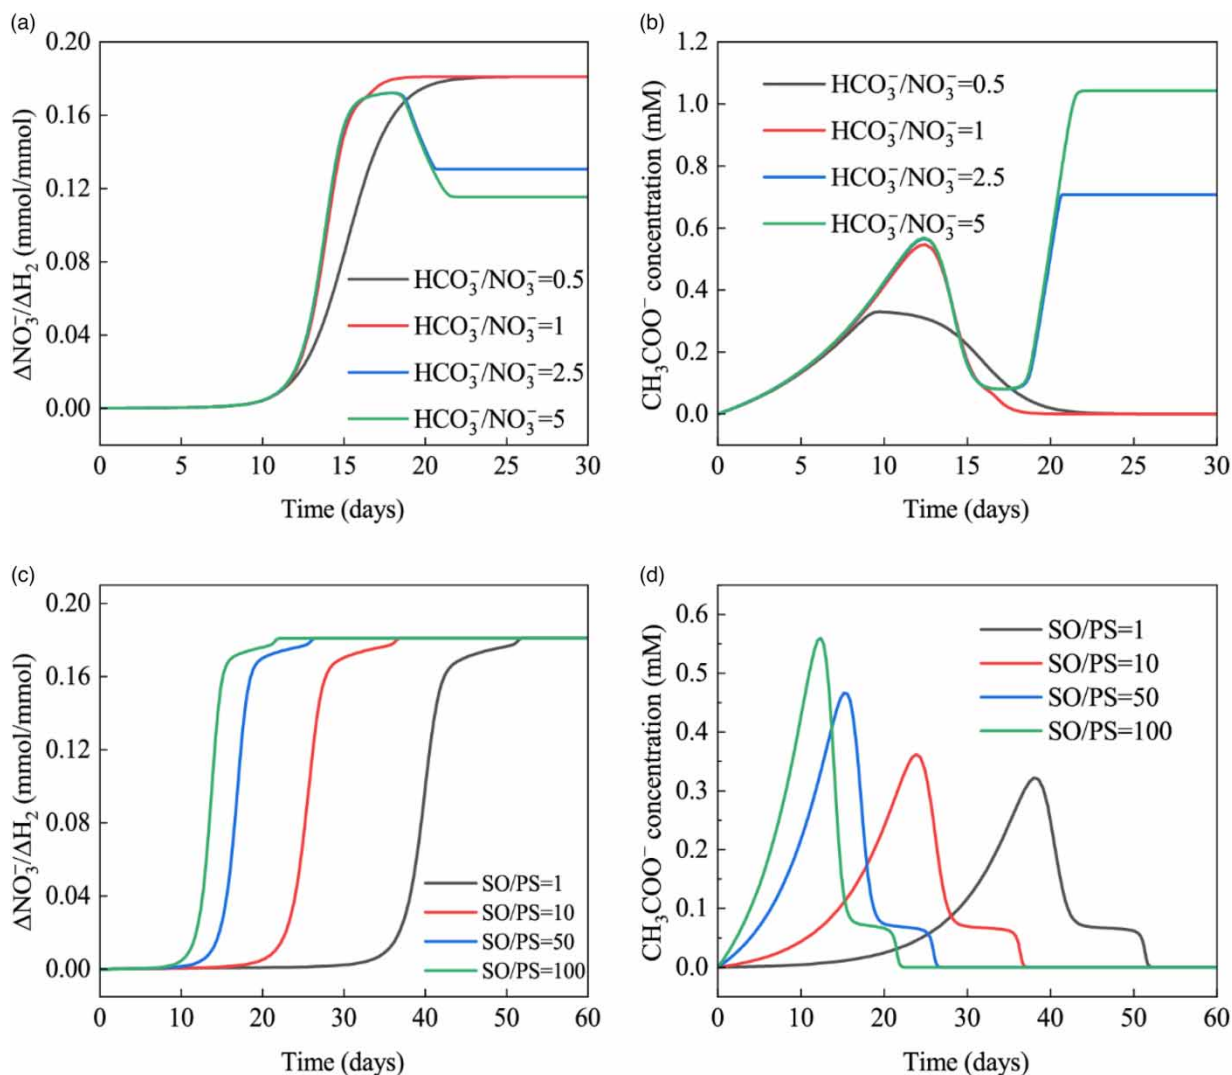 (a)
0.20
0.16
0.12
0.08
0.04
0.00
ΔNO₃⁻/ΔH₂ (mmol/mmol)
HCO₃⁻/NO₃⁻=0.5
HCO₃⁻/NO₃⁻=1
HCO₃⁻/NO₃⁻=2.5
HCO₃⁻/NO₃⁻=5
0 5 10 15 20 25 30
Time (days)
(b)
1.2
1.0
0.8
0.6
0.4
0.2
0.0
CH₃COO⁻ concentration (mM)
HCO₃⁻/NO₃⁻=0.5
HCO₃⁻/NO₃⁻=1
HCO₃⁻/NO₃⁻=2.5
HCO₃⁻/NO₃⁻=5
0 5 10 15 20 25 30
Time (days)
(c)
0.20
0.16
0.12
0.08
0.04
0.00
ΔNO₃⁻/ΔH₂ (mmol/mmol)
SO/PS=1
SO/PS=10
SO/PS=50
SO/PS=100
0 10 20 30 40 50 60
Time (days)
(d)
0.6
0.5
0.4
0.3
0.2
0.1
0.0
CH₃COO⁻ concentration (mM)
SO/PS=1
SO/PS=10
SO/PS=50
SO/PS=100
0 10 20 30 40 50 60
Time (days)